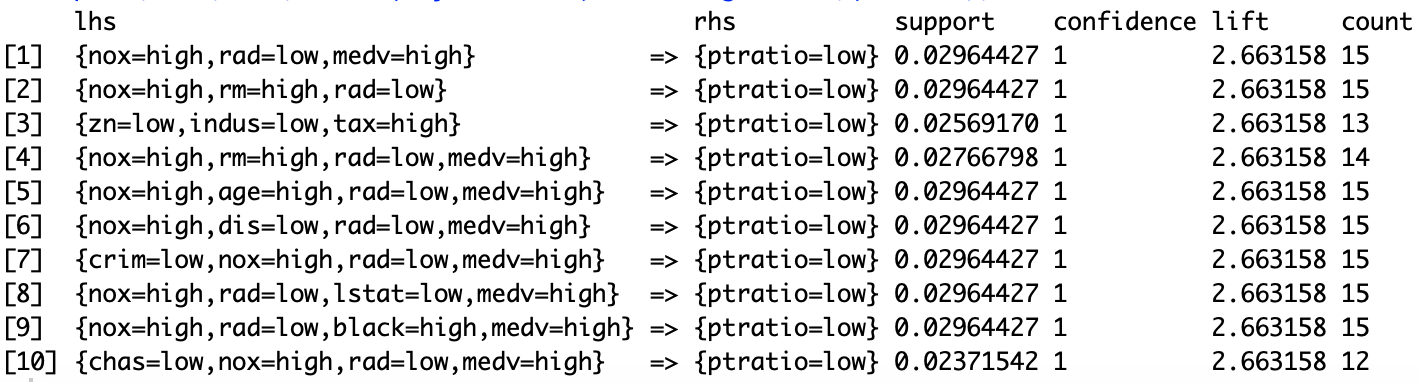 lhs rhs support confidence lift count
[1] {nox=high,rad=low,medv=high} => {ptratio=low} 0.02964427 1 2.663158 15
[2] {nox=high,rm=high,rad=low} => {ptratio=low} 0.02964427 1 2.663158 15
[3] {zn=low,indus=low,tax=high} => {ptratio=low} 0.02569170 1 2.663158 13
[4] {nox=high,rm=high,rad=low,medv=high} => {ptratio=low} 0.02766798 1 2.663158 14
[5] {nox=high,age=high,rad=low,medv=high} => {ptratio=low} 0.02964427 1 2.663158 15
[6] {nox=high,dis=low,rad=low,medv=high} => {ptratio=low} 0.02964427 1 2.663158 15
[7] {crim=low,nox=high,rad=low,medv=high} => {ptratio=low} 0.02964427 1 2.663158 15
[8] {nox=high,rad=low,lstat=low,medv=high} => {ptratio=low} 0.02964427 1 2.663158 15
[9] {nox=high,rad=low,black=high,medv=high} => {ptratio=low} 0.02964427 1 2.663158 15
[10] {chas=low,nox=high,rad=low,medv=high} => {ptratio=low} 0.02371542 1 2.663158 12